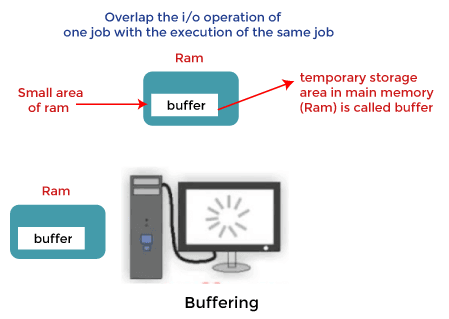 Overlap the i/o operation of
one job with the execution of the same job
Ram
Small area
of ram
buffer
temporary storage
area in main memory
(Ram) is called buffer
Ram
buffer
Buffering